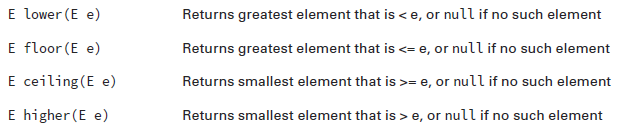 E lower(E e) Returns greatest element that is < e, or null if no such element
E floor(E e) Returns greatest element that is <= e, or null if no such element
E ceiling(E e) Returns smallest element that is >= e, or null if no such element
E higher(E e) Returns smallest element that is > e, or null if no such element